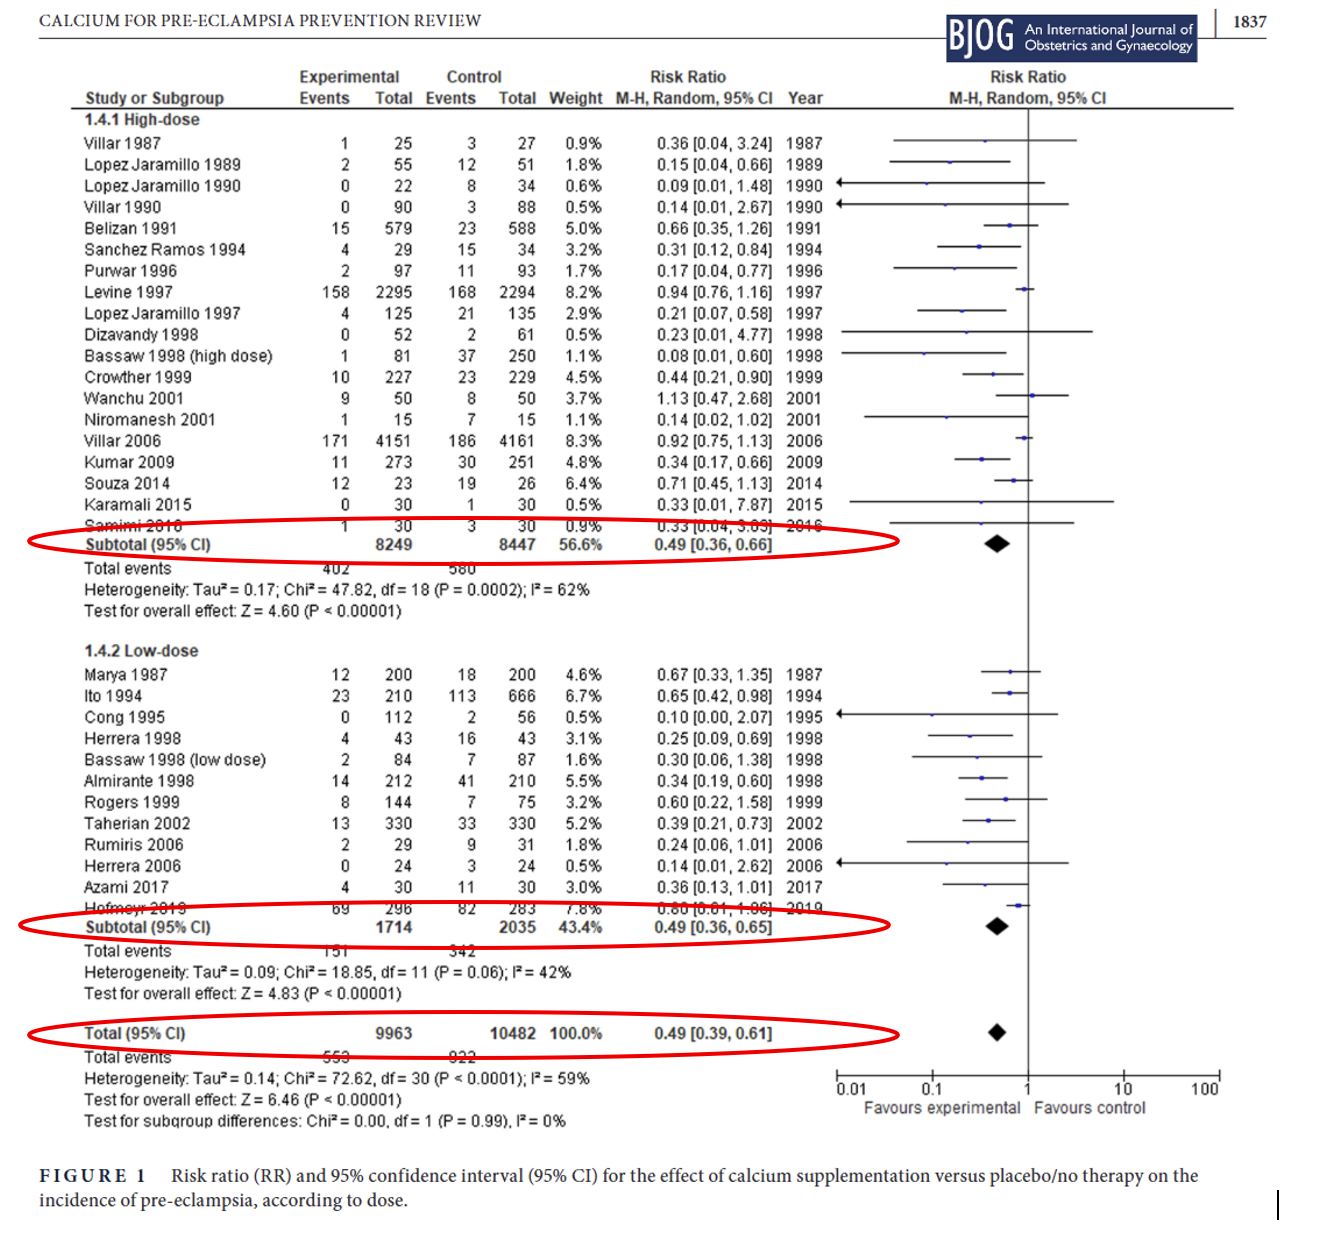 CALCIUM FOR PRE-ECLAMPSIA PREVENTION REVIEW
BJOG An International Journal of Obstetrics and Gynaecology
1837
Experimental Control Risk Ratio Risk Ratio
Study or Subgroup Events Total Events Total Weight M-H, Random, 95% CI Year M-H, Random, 95% CI
1.4.1 High-dose
Villar 1987 1 25 3 27 0.9% 0.36 [0.04, 3.24] 1987
Lopez Jaramillo 1989 2 55 12 51 1.8% 0.15 [0.04, 0.66] 1989
Lopez Jaramillo 1990 0 22 8 34 0.6% 0.09 [0.01, 1.48] 1990
Villar 1990 0 90 3 88 0.5% 0.14 [0.01, 2.67] 1990
Belizan 1991 15 579 23 588 5.0% 0.66 [0.35, 1.26] 1991
Sanchez Ramos 1994 4 29 15 34 3.2% 0.31 [0.12, 0.84] 1994
Purwar 1996 2 97 11 93 1.7% 0.17 [0.04, 0.77] 1996
Levine 1997 158 2295 168 2294 8.2% 0.94 [0.76, 1.16] 1997
Lopez Jaramillo 1997 4 125 21 135 2.9% 0.21 [0.07, 0.58] 1997
Dizavandy 1998 0 52 2 61 0.5% 0.23 [0.01, 4.77] 1998
Bassaw 1998 (high dose) 1 81 37 250 1.1% 0.08 [0.01, 0.60] 1998
Crowther 1999 10 227 23 229 4.5% 0.44 [0.21, 0.90] 1999
Wanchu 2001 9 50 8 50 3.7% 1.13 [0.47, 2.68] 2001
Niromanesh 2001 1 15 7 15 1.1% 0.14 [0.02, 1.02] 2001
Villar 2006 171 4151 186 4161 8.3% 0.92 [0.75, 1.13] 2006
Kumar 2009 11 273 30 251 4.8% 0.34 [0.17, 0.66] 2009
Souza 2014 12 23 19 26 6.4% 0.71 [0.45, 1.13] 2014
Karamali 2015 0 30 1 30 0.5% 0.33 [0.01, 7.87] 2015
Samimi 2016 1 30 3 30 0.9% 0.33 [0.04, 3.03] 2016
Subtotal (95% CI) 8249 8447 56.6% 0.49 [0.36, 0.66]
Total events 402 580
Heterogeneity: Tau² = 0.17; Chi² = 47.82, df = 18 (P = 0.0002); I² = 62%
Test for overall effect: Z = 4.60 (P < 0.00001)
1.4.2 Low-dose
Marya 1987 12 200 18 200 4.6% 0.67 [0.33, 1.35] 1987
Ito 1994 23 210 113 666 6.7% 0.65 [0.42, 0.98] 1994
Cong 1995 0 112 2 56 0.5% 0.10 [0.00, 2.07] 1995
Herrera 1998 4 43 16 43 3.1% 0.25 [0.09, 0.69] 1998
Bassaw 1998 (low dose) 2 84 7 87 1.6% 0.30 [0.06, 1.38] 1998
Almirante 1998 14 212 41 210 5.5% 0.34 [0.19, 0.60] 1998
Rogers 1999 8 144 7 75 3.2% 0.60 [0.22, 1.58] 1999
Taherian 2002 13 330 33 330 5.2% 0.39 [0.21, 0.73] 2002
Rumiris 2006 2 29 9 31 1.8% 0.24 [0.06, 1.01] 2006
Herrera 2006 0 24 3 24 0.5% 0.14 [0.01, 2.62] 2006
Azami 2017 4 30 11 30 3.0% 0.36 [0.13, 1.01] 2017
Hofmeyr 2019 69 296 82 283 7.8% 0.80 [0.61, 1.06] 2019
Subtotal (95% CI) 1714 2035 43.4% 0.49 [0.36, 0.65]
Total events 151 342
Heterogeneity: Tau² = 0.09; Chi² = 18.85, df = 11 (P = 0.06); I² = 42%
Test for overall effect: Z = 4.83 (P < 0.00001)
Total (95% CI) 9963 10482 100.0% 0.49 [0.39, 0.61]
Total events 553 922
Heterogeneity: Tau² = 0.14; Chi² = 72.62, df = 30 (P < 0.0001); I² = 59%
Test for overall effect: Z = 6.46 (P < 0.00001)
Test for subgroup differences: Chi² = 0.00, df = 1 (P = 0.99), I² = 0%
0.01 0.1 1 10 100
Favours experimental Favours control
FIGURE 1 Risk ratio (RR) and 95% confidence interval (95% CI) for the effect of calcium supplementation versus placebo/no therapy on the
incidence of pre-eclampsia, according to dose.